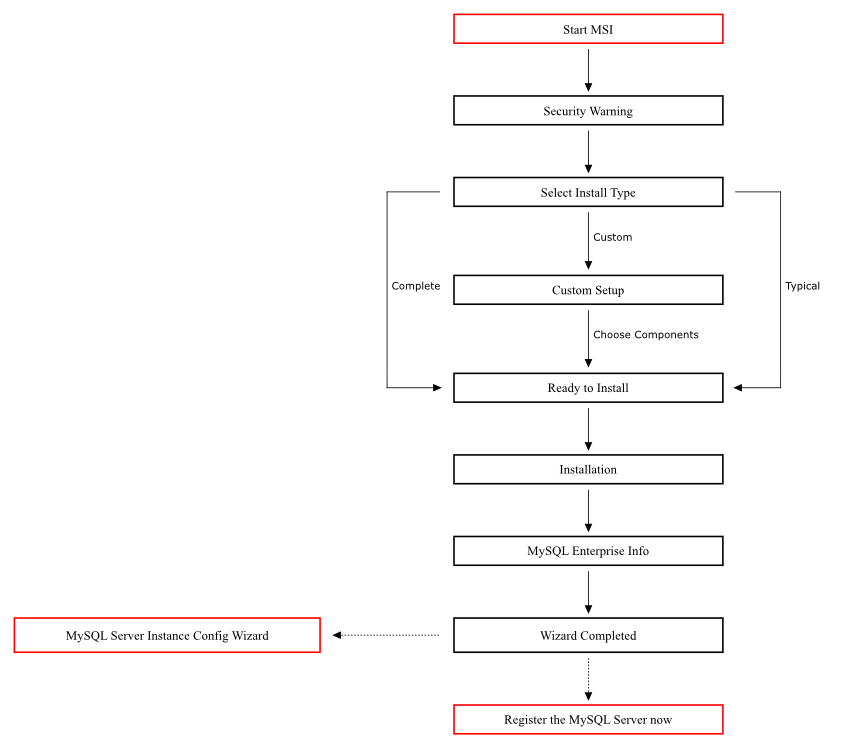 Start MSI
Security Warning
Select Install Type
Custom
Complete
Custom Setup
Typical
Choose Components
Ready to Install
Installation
MySQL Enterprise Info
MySQL Server Instance Config Wizard
Wizard Completed
Register the MySQL Server now